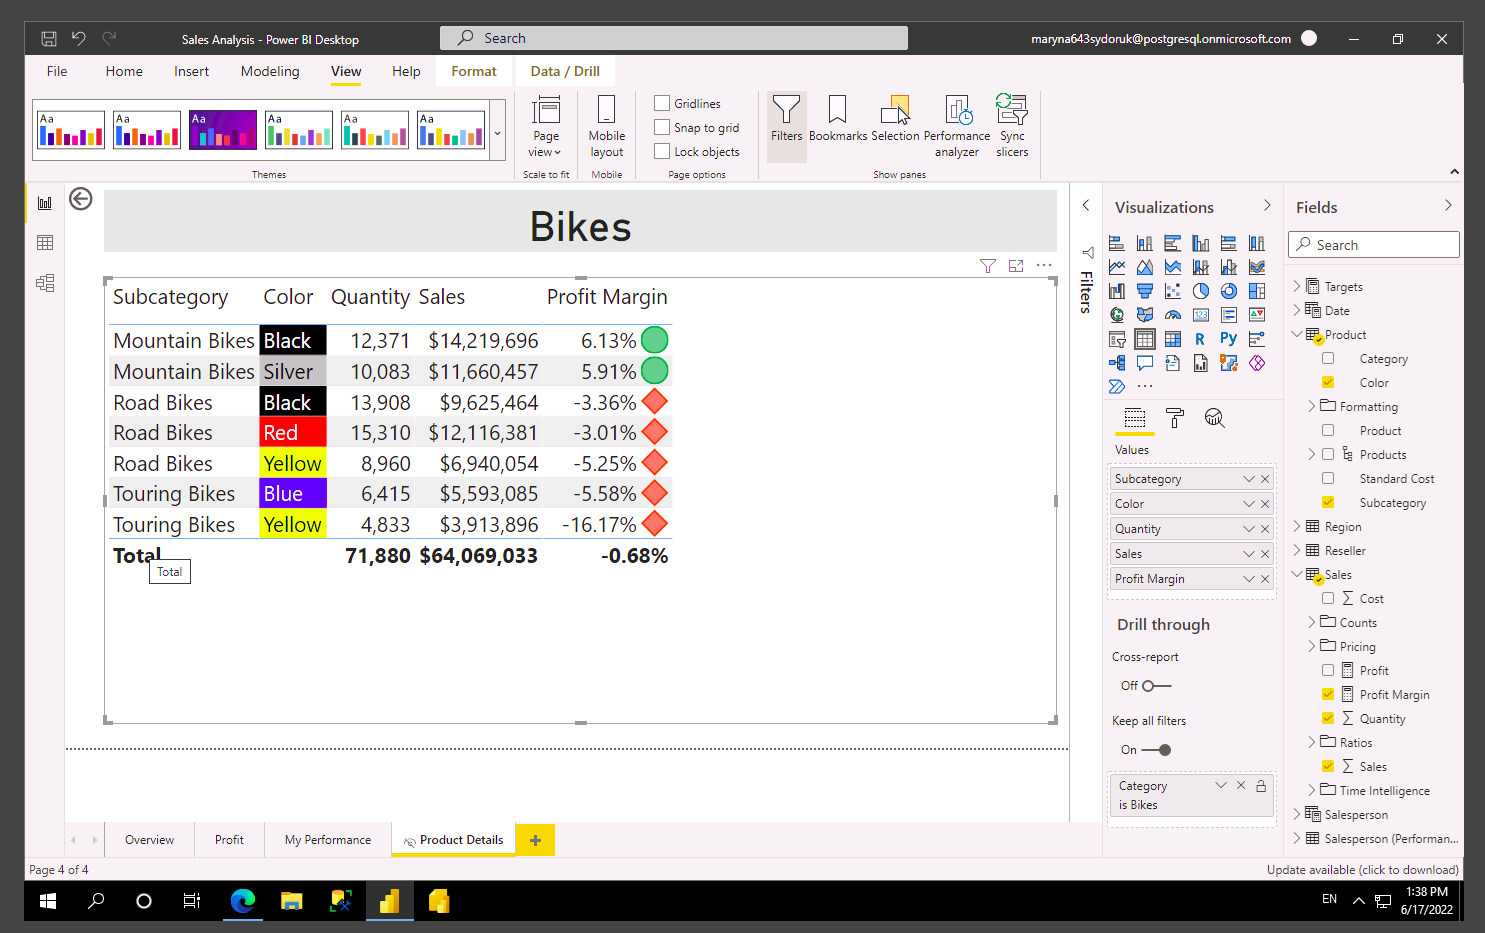 Sales Analysis - Power BI Desktop
Search
maryna643sydoruk@postgresql.onmicrosoft.com
File Home Insert Modeling View Help Format Data / Drill
Aa Aa Aa Aa Aa Aa
Themes
Page view
Scale to fit
Mobile layout
Mobile
Gridlines
Snap to grid
Lock objects
Page options
Filters Bookmarks Selection Performance analyzer Sync slicers
Show panes
Bikes
Subcategory Color Quantity Sales Profit Margin
Mountain Bikes Black 12,371 $14,219,696 6.13%
Mountain Bikes Silver 10,083 $11,660,457 5.91%
Road Bikes Black 13,908 $9,625,464 -3.36%
Road Bikes Red 15,310 $12,116,381 -3.01%
Road Bikes Yellow 8,960 $6,940,054 -5.25%
Touring Bikes Blue 6,415 $5,593,085 -5.58%
Touring Bikes Yellow 4,833 $3,913,896 -16.17%
Total 71,880 $64,069,033 -0.68%
Total
Filters
Visualizations
123
R Py
Values
Subcategory
Color
Quantity
Sales
Profit Margin
Drill through
Cross-report
Off
Keep all filters
On
Category
is Bikes
Fields
Search
Targets
Date
Product
Category
Color
Formatting
Product
Products
Standard Cost
Subcategory
Region
Reseller
Sales
Cost
Counts
Pricing
Profit
Profit Margin
Quantity
Ratios
Sales
Time Intelligence
Salesperson
Salesperson (Performan...
Overview Profit My Performance Product Details
Page 4 of 4
Update available (click to download)
EN
1:38 PM
6/17/2022